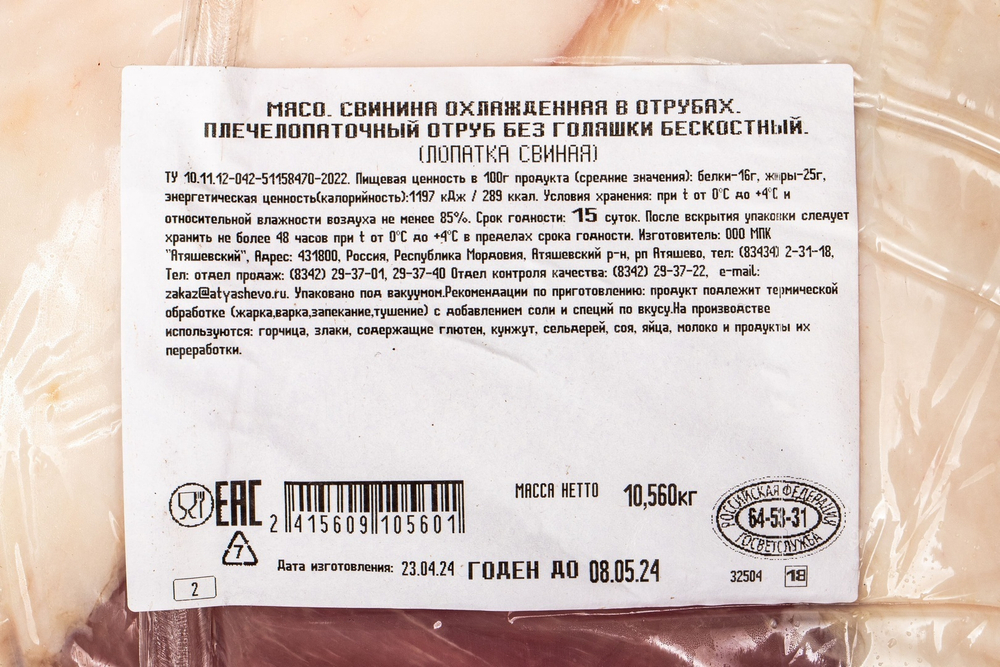 МЯСО. СВИНИНА ОХЛАЖДЕННАЯ В ОТРУБАХ.
ПЛЕЧЕЛОПАТОЧНЫЙ ОТРУБ БЕЗ ГОЛЯШКИ БЕСКОСТНЫЙ.
(ЛОПАТКА СВИНАЯ)
ТУ 10.11.12-042-51158470-2022. Пищевая ценность в 100г продукта (средние значения): белки-16г, жиры-25г,
энергетическая ценность(калорийность):1197 кДж / 289 ккал. Условия хранения: при t от 0°С до +4°С и
относительной влажности воздуха не менее 85%. Срок годности: 15 суток. После вскрытия упаковки следует
хранить не более 48 часов при t от 0°С до +4°С в пределах срока годности. Изготовитель: ООО МПК
"Атяшевский", Адрес: 431800, Россия, Республика Мордовия, Атяшевский р-н, рп Атяшево, тел: (83434) 2-31-18,
Тел: отдел продаж: (8342) 29-37-01, 29-37-40 Отдел контроля качества: (8342) 29-37-22, e-mail:
zakaz@atyashevo.ru. Упаковано под вакуумом.Рекомендации по приготовлению: продукт подлежит термической
обработке (жарка,варка,запекание,тушение) с добавлением соли и специй по вкусу.На производстве
используются: горчица, злаки, содержащие глютен, кунжут, сельдерей, соя, яйца, молоко и продукты их
переработки.
EAC
2 415609 105601
МАССА НЕТТО 10,560кг
РОССИЙСКАЯ ФЕДЕРАЦИЯ
64-53-31
ГОСВЕТСЛУЖБА
7
Дата изготовления: 23.04.24 ГОДЕН ДО 08.05.24
32504 18
2